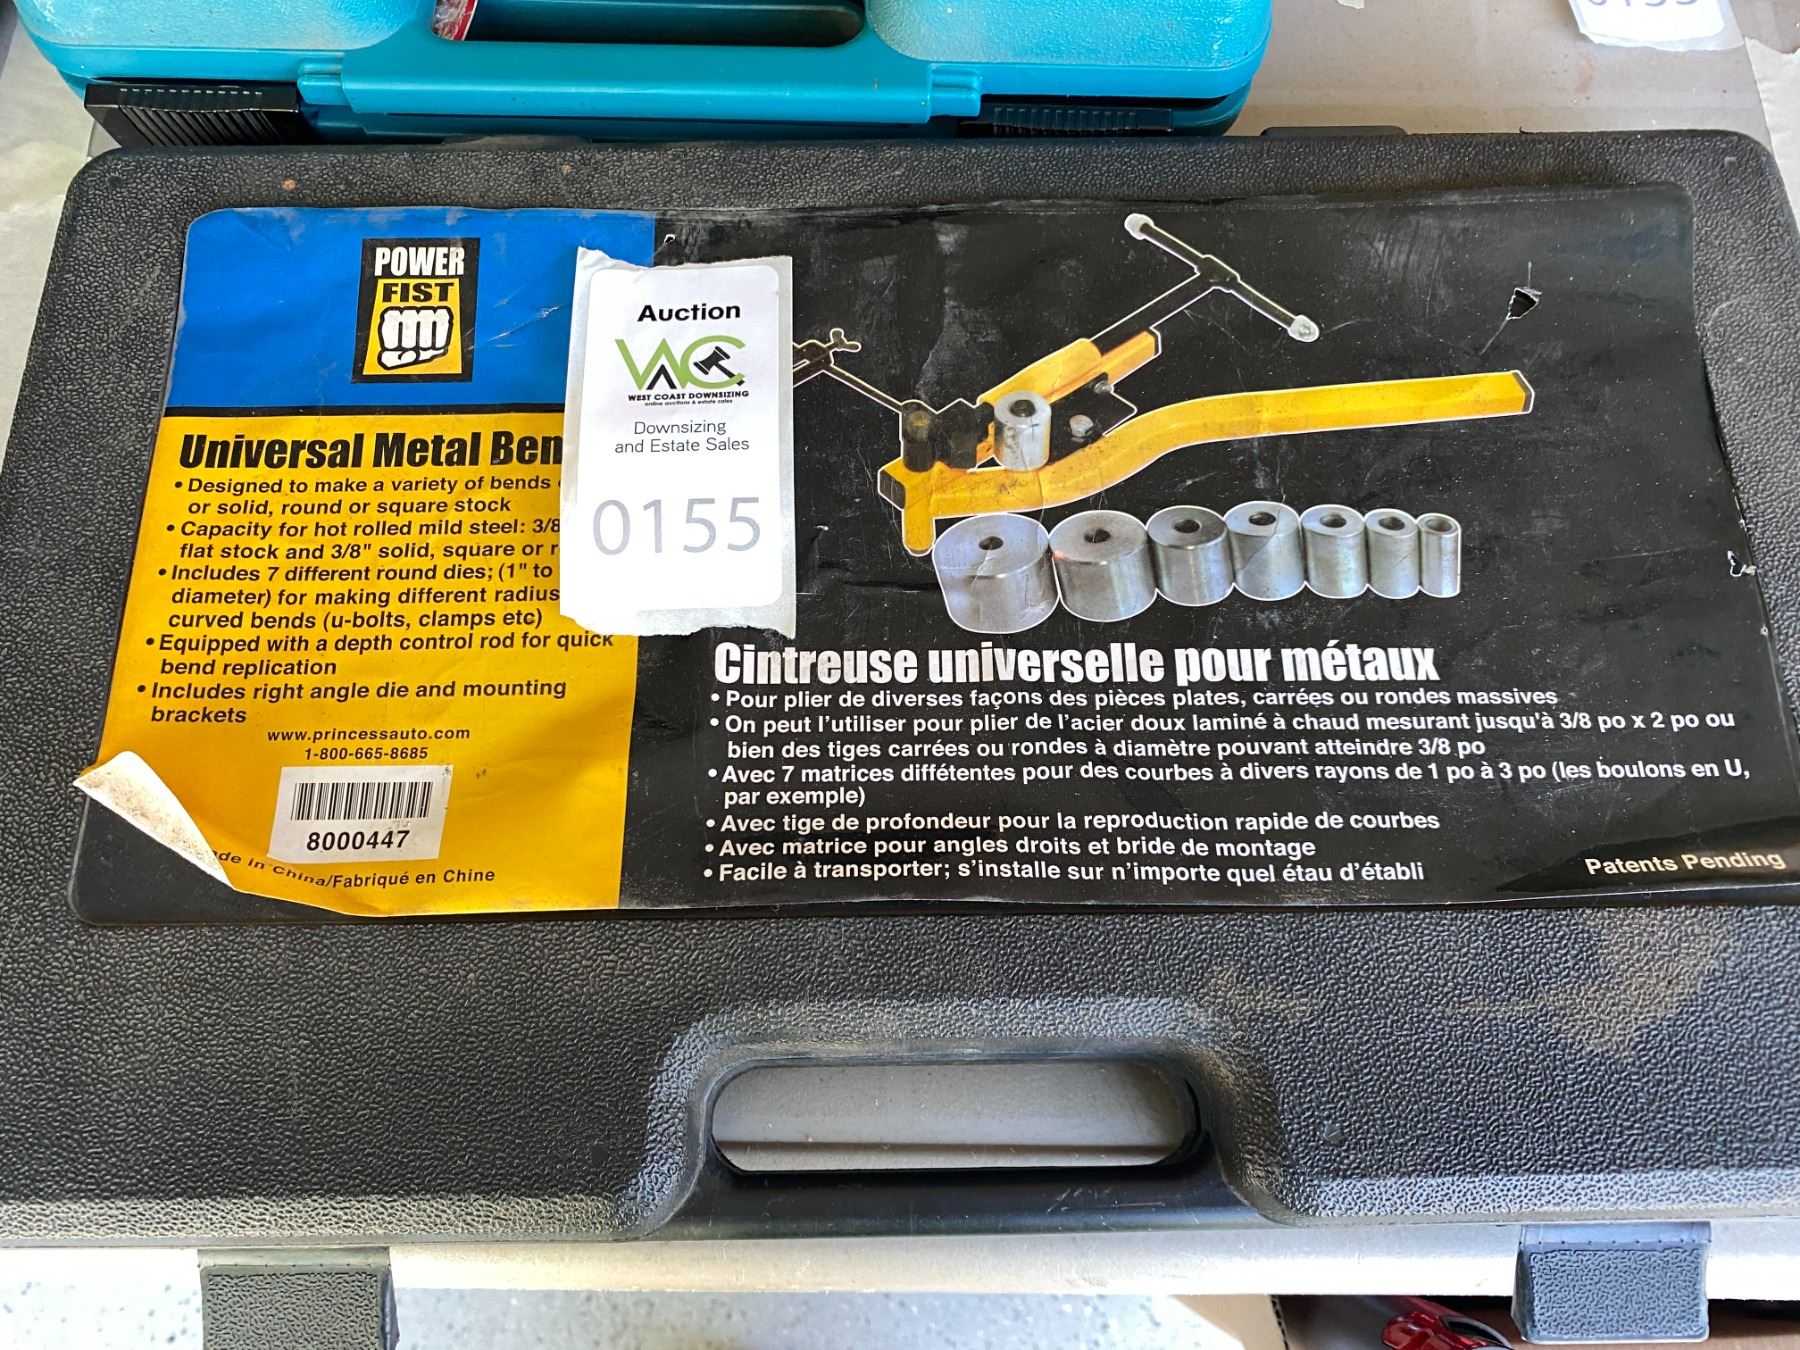 POWER
FIST
Universal Metal Ben
• Designed to make a variety of bends
or solid, round or square stock
• Capacity for hot rolled mild steel: 3/8
flat stock and 3/8" solid, square or r
• Includes 7 different round dies; (1" to
diameter) for making different radius
curved bends (u-bolts, clamps etc)
• Equipped with a depth control rod for quick
bend replication
• Includes right angle die and mounting
brackets
www.princessauto.com
1-800-665-8685
8000447
de in China/Fabriqué en Chine
Auction
WAC
WEST COAST DOWNSIZING
online auctions & estate sales
Downsizing
and Estate Sales
0155
Cintreuse universelle pour métaux
• Pour plier de diverses façons des pièces plates, carrées ou rondes massives
• On peut l'utiliser pour plier de l'acier doux laminé à chaud mesurant jusqu'à 3/8 po x 2 po ou
bien des tiges carrées ou rondes à diamètre pouvant atteindre 3/8 po
• Avec 7 matrices diffétentes pour des courbes à divers rayons de 1 po à 3 po (les boulons en U,
par exemple)
• Avec tige de profondeur pour la reproduction rapide de courbes
• Avec matrice pour angles droits et bride de montage
• Facile à transporter; s'installe sur n'importe quel étau d'établi
Patents Pending